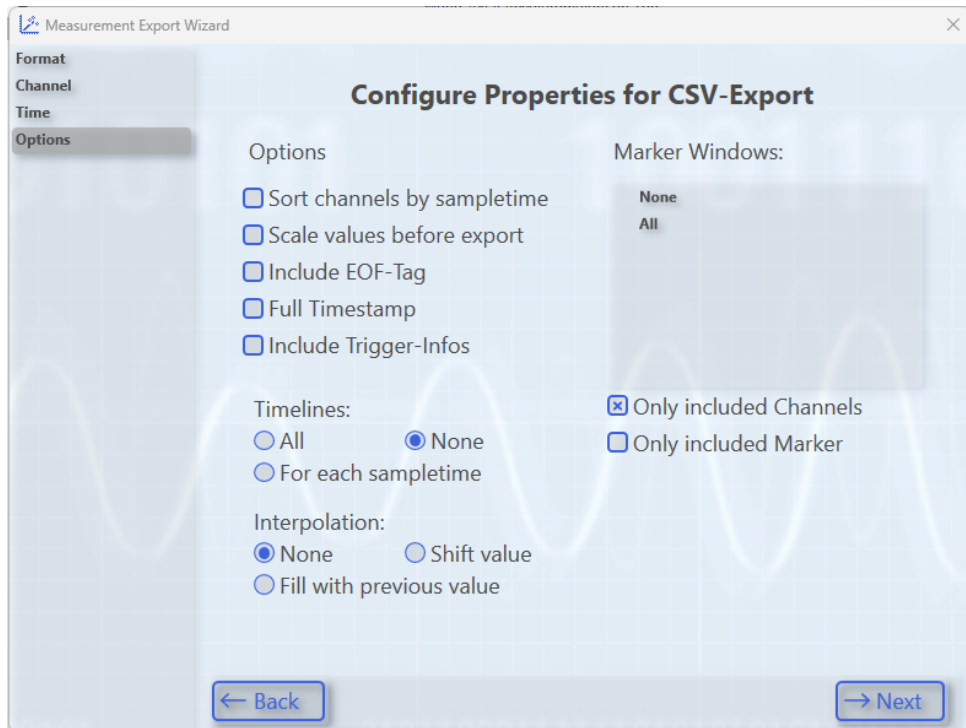 Measurement Export Wizard
Format
Channel
Time
Options
Configure Properties for CSV-Export
Options
Sort channels by sampletime
Scale values before export
Include EOF-Tag
Full Timestamp
Include Trigger-Infos
Timelines:
All
None
For each sampletime
Interpolation:
None
Shift value
Fill with previous value
Marker Windows:
None
All
Only included Channels
Only included Marker
Back
Next